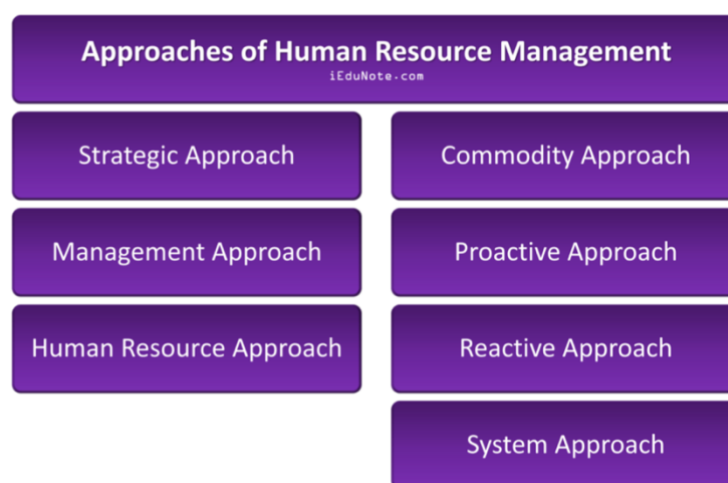 Approaches of Human Resource Management
iEduNote.com
Strategic Approach
Commodity Approach
Management Approach
Proactive Approach
Human Resource Approach
Reactive Approach
System Approach